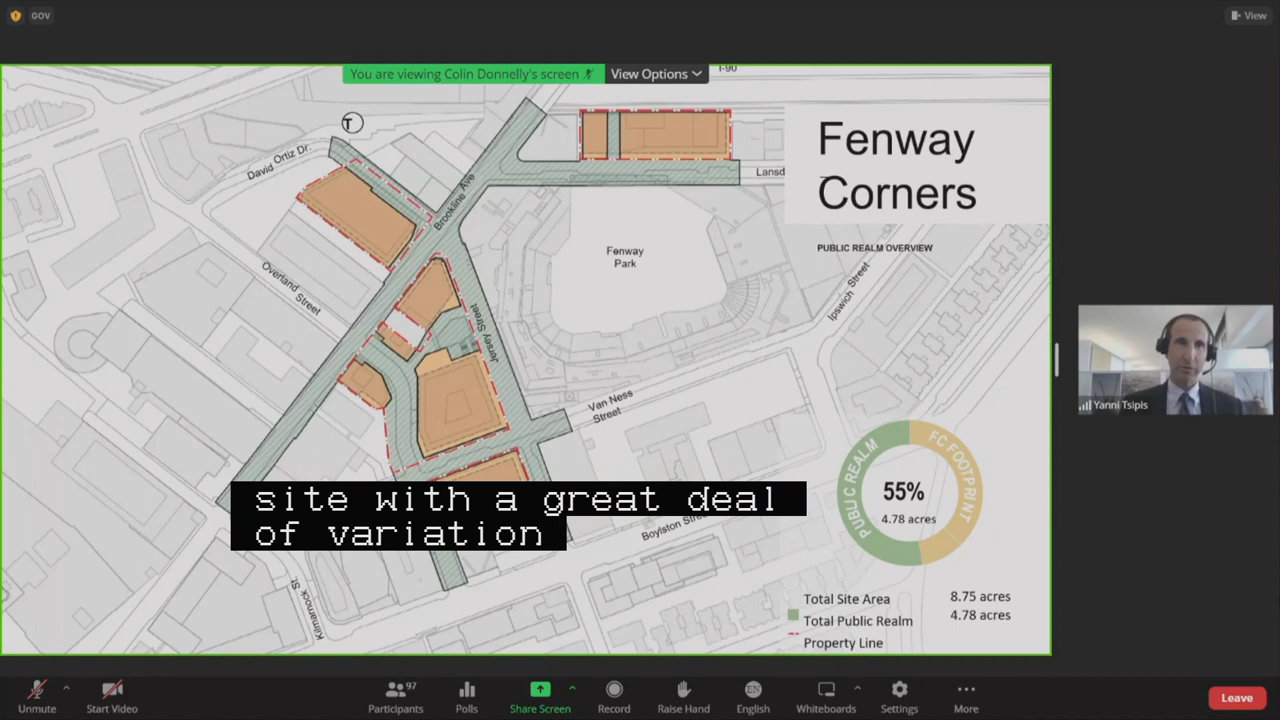 GOV
View
You are viewing Colin Donnelly's screen
View Options
I-90
T
David Ortiz Dr.
Brookline Ave
Lansd
Fenway
Corners
PUBLIC REALM OVERVIEW
Fenway
Park
Overland Street
Jersey Street
Ipswich Street
Van Ness
Street
Yanni Tsipis
PUBLIC REALM
FC FOOTPRINT
55%
4.78 acres
site with a great deal
of variation
Boylston Street
Kilmarnock St.
Total Site Area 8.75 acres
Total Public Realm 4.78 acres
Property Line
Unmute
Start Video
97
Participants
Polls
Share Screen
Record
Raise Hand
EN
English
Whiteboards
Settings
More
Leave